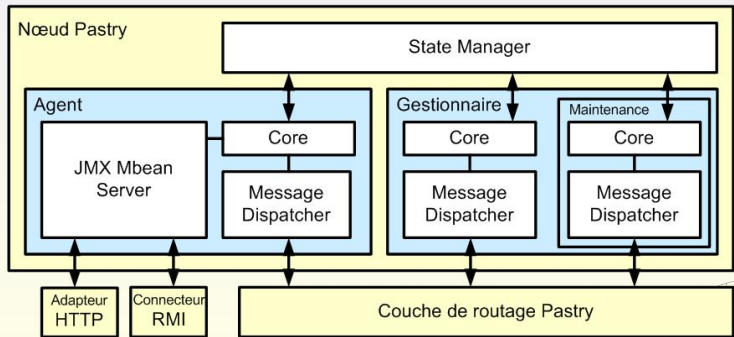 Nœud Pastry
State Manager
Agent
JMX Mbean
Server
Core
Message
Dispatcher
Gestionnaire
Core
Message
Dispatcher
Maintenance
Core
Message
Dispatcher
Adapteur
HTTP
Connecteur
RMI
Couche de routage Pastry